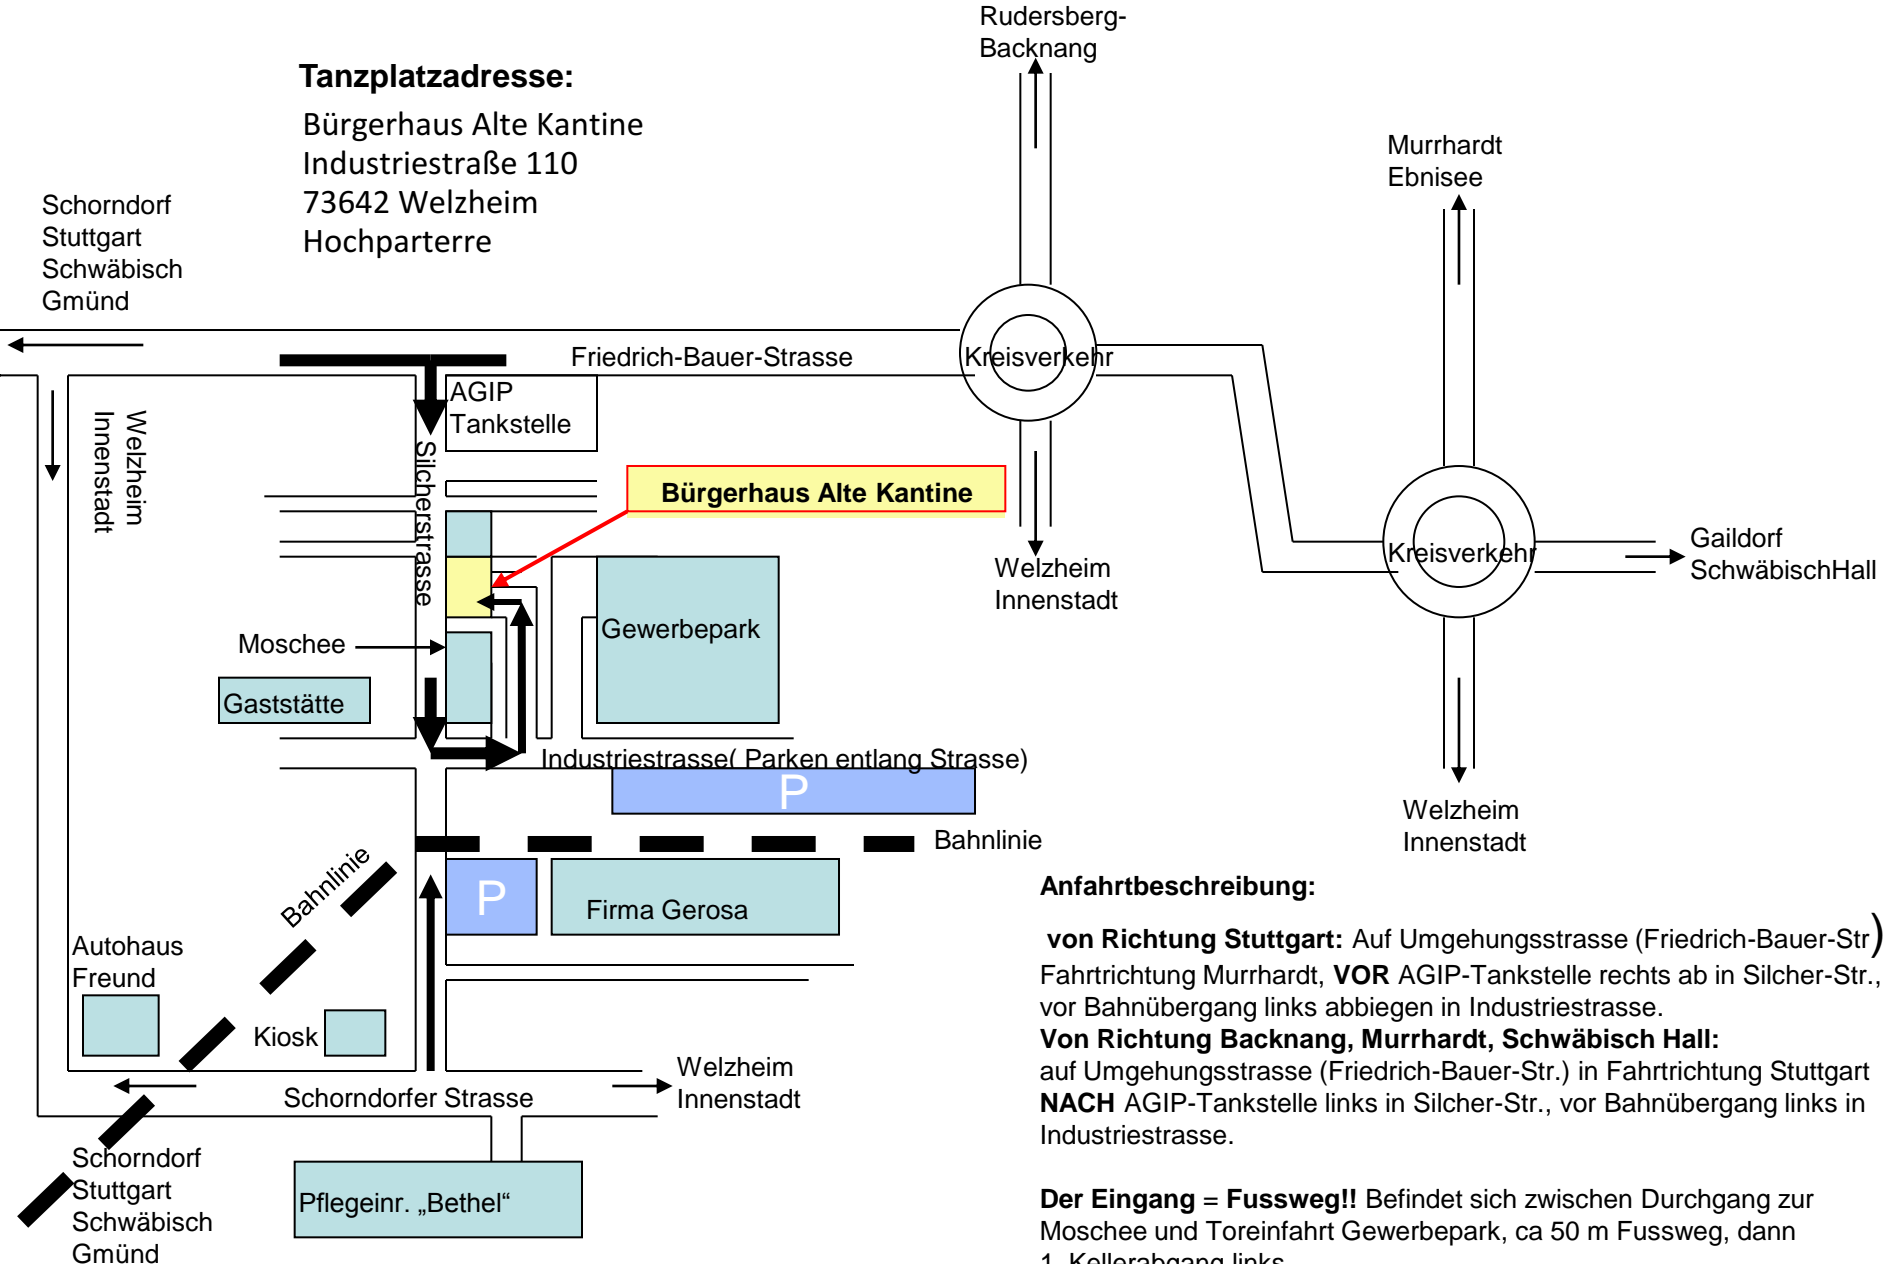 Rudersberg-
Backnang
Tanzplatzadresse:
Bürgerhaus Alte Kantine
Industriestraße 110
73642 Welzheim
Hochparterre
Murrhardt
Ebnisee
Schorndorf
Stuttgart
Schwäbisch
Gmünd
Friedrich-Bauer-Strasse
Kreisverkehr
AGIP
Tankstelle
Welzheim
Innenstadt
Silcherstrasse
Bürgerhaus Alte Kantine
Kreisverkehr
Gaildorf
SchwäbischHall
Welzheim
Innenstadt
Gewerbepark
Moschee
Gaststätte
Industriestrasse( Parken entlang Strasse)
P
Welzheim
Innenstadt
Bahnlinie
Bahnlinie
P
Firma Gerosa
Autohaus
Freund
Kiosk
Welzheim
Innenstadt
Schorndorfer Strasse
Schorndorf
Stuttgart
Schwäbisch
Gmünd
Pflegeinr. „Bethel“
Anfahrtbeschreibung:
von Richtung Stuttgart: Auf Umgehungsstrasse (Friedrich-Bauer-Str)
Fahrtrichtung Murrhardt, VOR AGIP-Tankstelle rechts ab in Silcher-Str.,
vor Bahnübergang links abbiegen in Industriestrasse.
Von Richtung Backnang, Murrhardt, Schwäbisch Hall:
auf Umgehungsstrasse (Friedrich-Bauer-Str.) in Fahrtrichtung Stuttgart
NACH AGIP-Tankstelle links in Silcher-Str., vor Bahnübergang links in
Industriestrasse.
Der Eingang = Fussweg!! Befindet sich zwischen Durchgang zur
Moschee und Toreinfahrt Gewerbepark, ca 50 m Fussweg, dann
1. Kellerabgang links